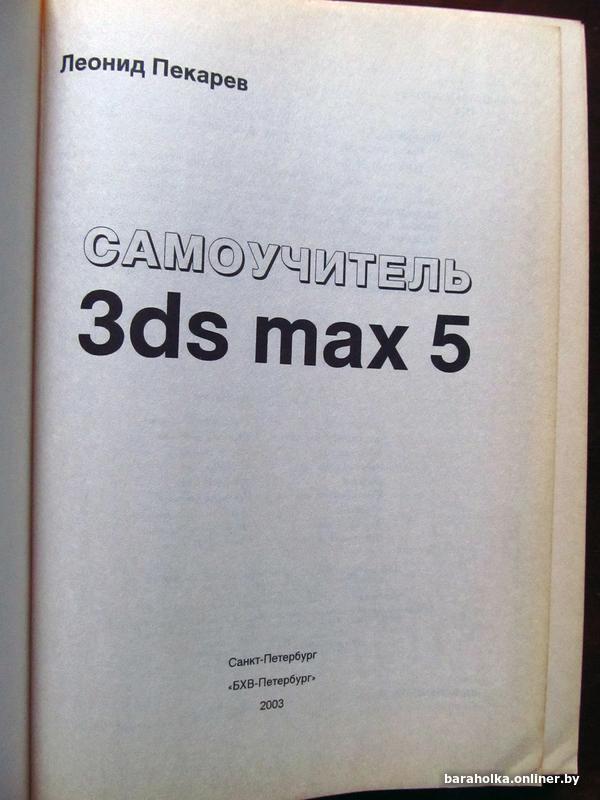 Леонид Пекарев
САМОУЧИТЕЛЬ
3ds max 5
Санкт-Петербург
«БХВ-Петербург»
2003
baraholka.onliner.by